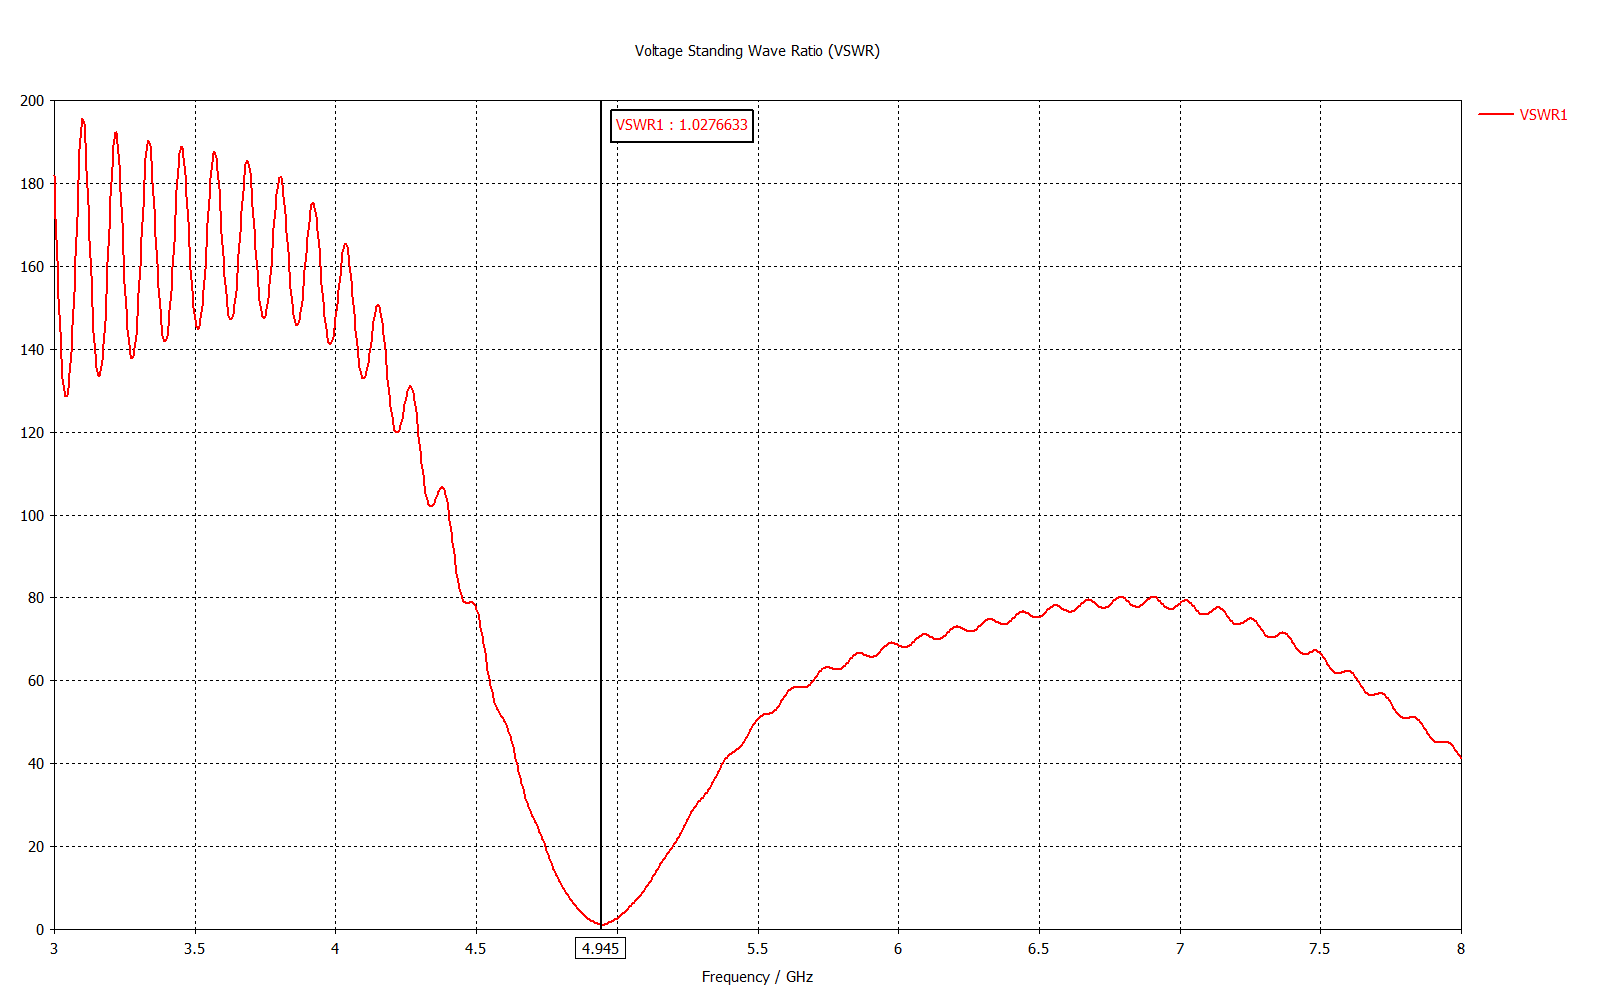 Voltage Standing Wave Ratio (VSWR)
200
VSWR1 : 1.0276633
VSWR1
180
160
140
120
100
80
60
40
20
0
3 3.5 4 4.5 4.945 5.5 6 6.5 7 7.5 8
Frequency / GHz